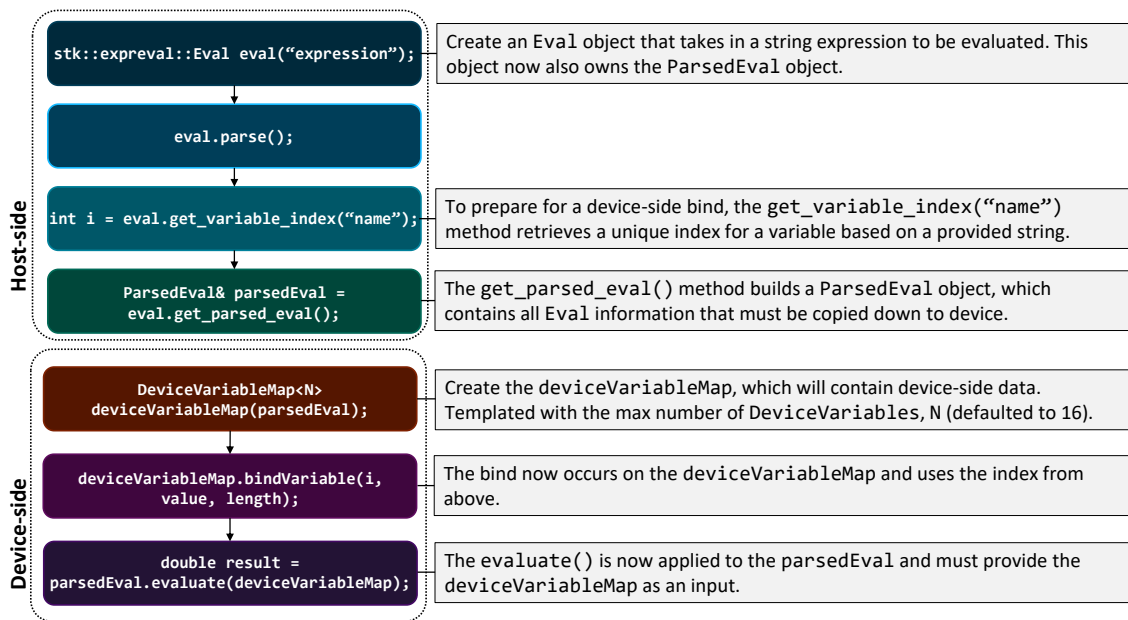 Host-side
stk::expreval::Eval eval(“expression”);
Create an Eval object that takes in a string expression to be evaluated. This
object now also owns the ParsedEval object.
eval.parse();
int i = eval.get_variable_index(“name”);
To prepare for a device-side bind, the get_variable_index(“name”)
method retrieves a unique index for a variable based on a provided string.
ParsedEval& parsedEval =
eval.get_parsed_eval();
The get_parsed_eval() method builds a ParsedEval object, which
contains all Eval information that must be copied down to device.
Device-side
DeviceVariableMap<N>
deviceVariableMap(parsedEval);
Create the deviceVariableMap, which will contain device-side data.
Templated with the max number of DeviceVariables, N (defaulted to 16).
deviceVariableMap.bindVariable(i,
value, length);
The bind now occurs on the deviceVariableMap and uses the index from
above.
double result =
parsedEval.evaluate(deviceVariableMap);
The evaluate() is now applied to the parsedEval and must provide the
deviceVariableMap as an input.